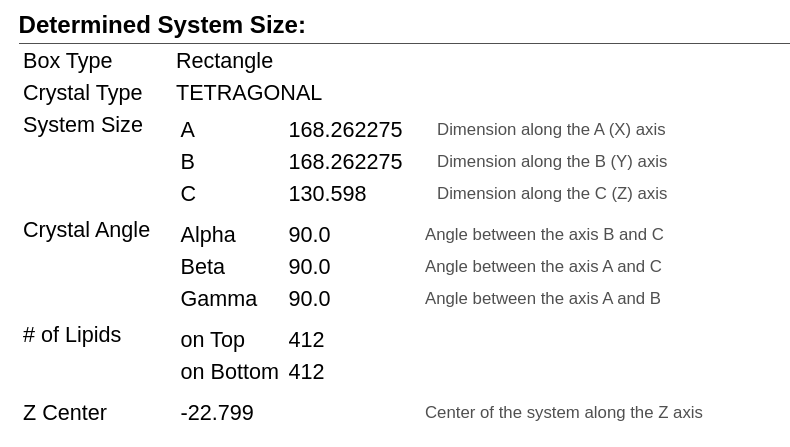 Determined System Size:
Box Type Rectangle
Crystal Type TETRAGONAL
System Size A 168.262275 Dimension along the A (X) axis
B 168.262275 Dimension along the B (Y) axis
C 130.598 Dimension along the C (Z) axis
Crystal Angle Alpha 90.0 Angle between the axis B and C
Beta 90.0 Angle between the axis A and C
Gamma 90.0 Angle between the axis A and B
# of Lipids on Top 412
on Bottom 412
Z Center -22.799 Center of the system along the Z axis